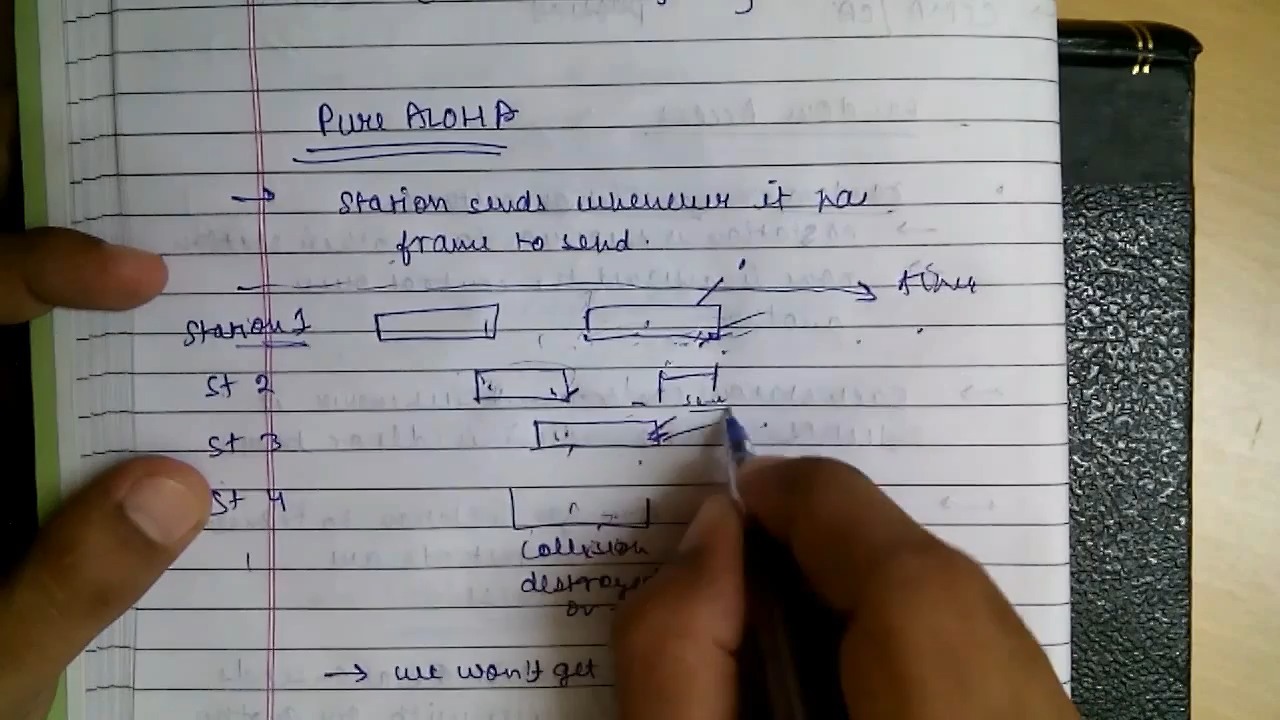 Pure ALOHA
→ Station sends whenever it has
frame to send.
time
Station 1
St 2
St 3
St 4
Collision
destroyed
or
→ we won't get